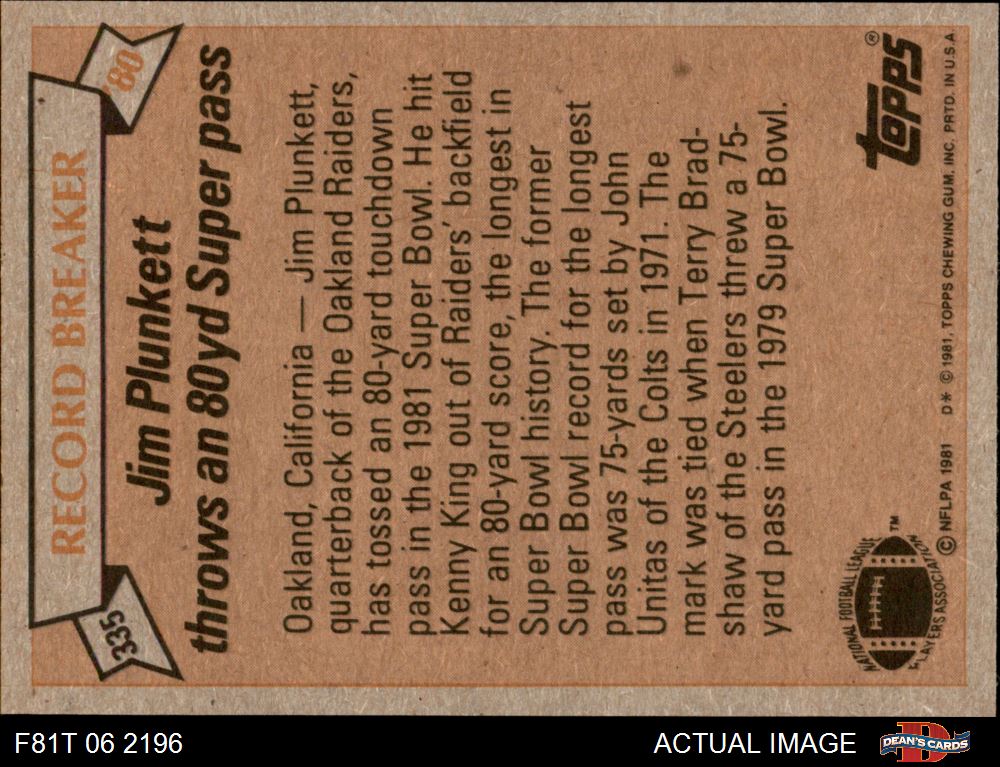 RECORD BREAKER
335
'80
Jim Plunkett
throws an 80yd Super pass
Oakland, California — Jim Plunkett,
quarterback of the Oakland Raiders,
has tossed an 80-yard touchdown
pass in the 1981 Super Bowl. He hit
Kenny King out of Raiders' backfield
for an 80-yard score, the longest in
Super Bowl history. The former
Super Bowl record for the longest
pass was 75-yards set by John
Unitas of the Colts in 1971. The
mark was tied when Terry Brad-
shaw of the Steelers threw a 75-
yard pass in the 1979 Super Bowl.
NATIONAL FOOTBALL LEAGUE
PLAYERS ASSOCIATION
™
TOPPS®
© NFLPA 1981 D* © 1981, TOPPS CHEWING GUM, INC. PRTD. IN U.S.A.
F81T 06 2196
ACTUAL IMAGE
D
DEAN'S CARDS